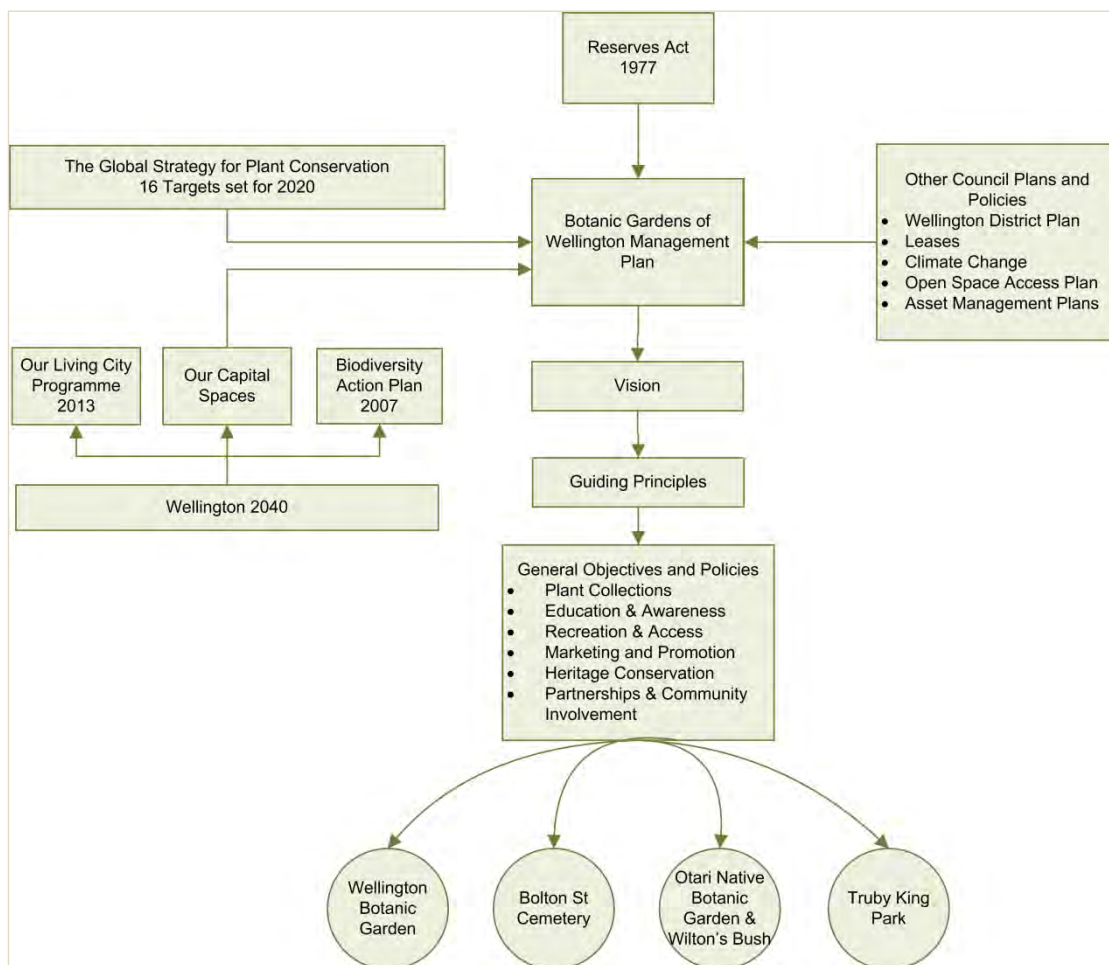 Reserves Act
1977
The Global Strategy for Plant Conservation
16 Targets set for 2020
Botanic Gardens of
Wellington Management
Plan
Other Council Plans and
Policies
• Wellington District Plan
• Leases
• Climate Change
• Open Space Access Plan
• Asset Management Plans
Our Living City
Programme
2013
Our Capital
Spaces
Biodiversity
Action Plan
2007
Vision
Wellington 2040
Guiding Principles
General Objectives and Policies
• Plant Collections
• Education & Awareness
• Recreation & Access
• Marketing and Promotion
• Heritage Conservation
• Partnerships & Community
Involvement
Wellington
Botanic
Garden
Bolton St
Cemetery
Otari Native
Botanic
Garden &
Wilton's Bush
Truby King
Park